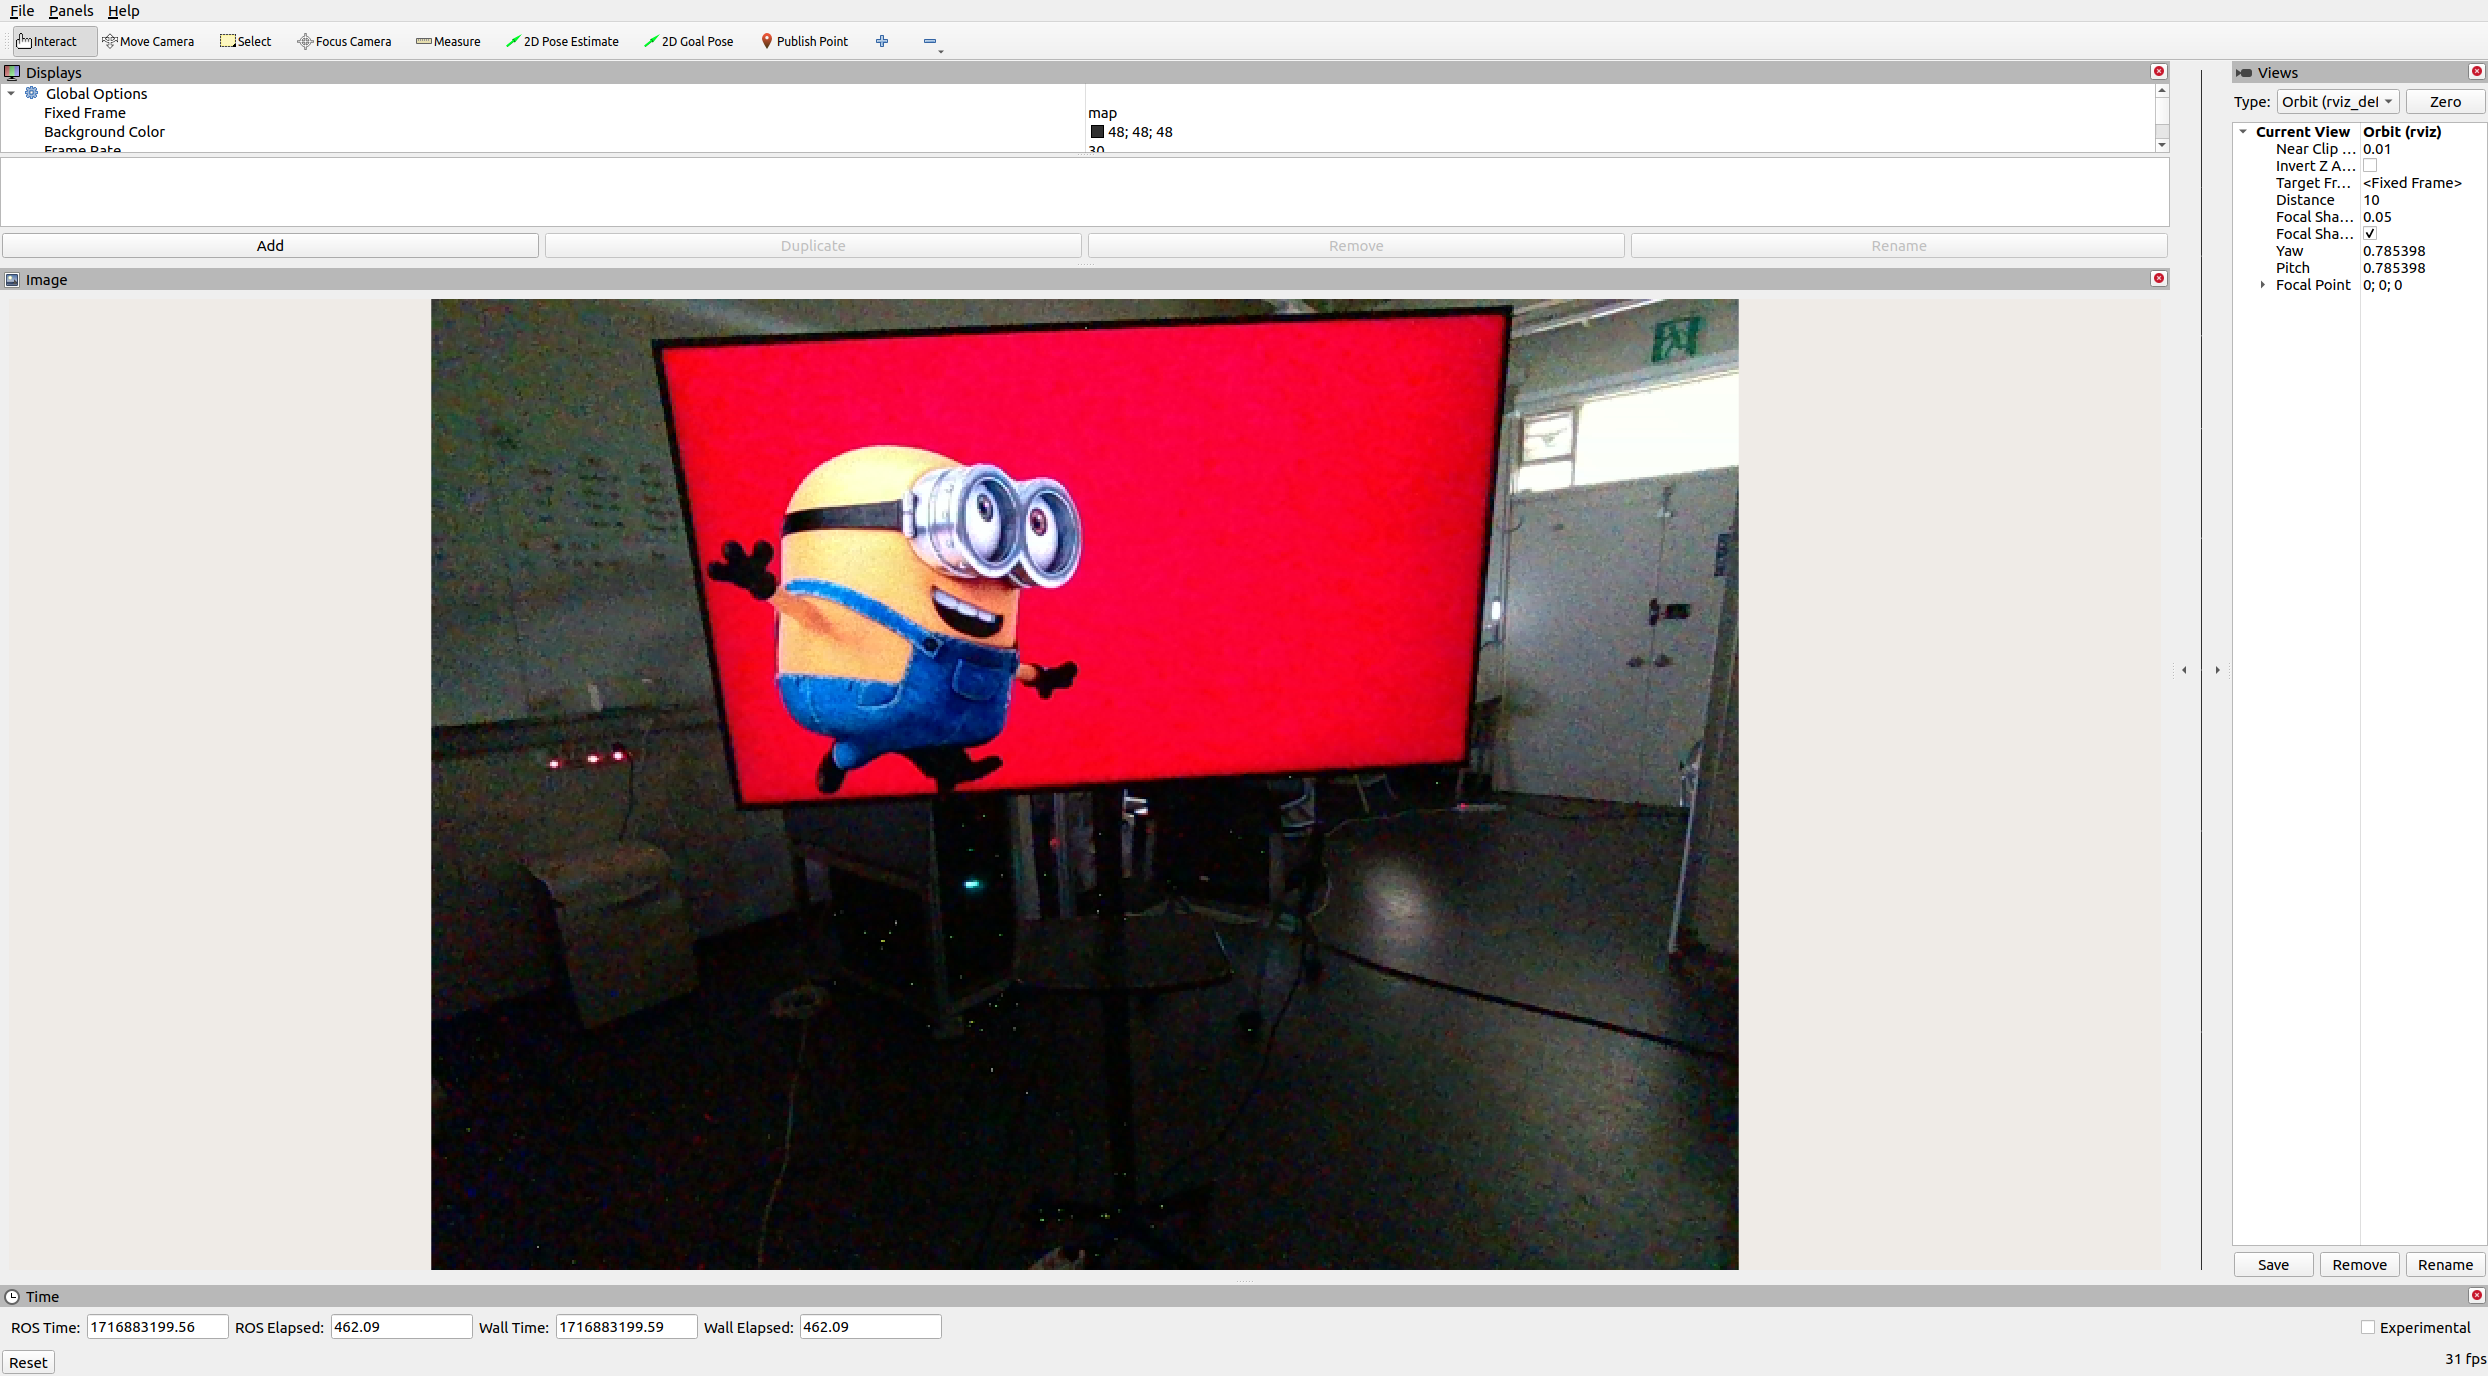 File Panels Help
Interact Move Camera Select Focus Camera Measure 2D Pose Estimate 2D Goal Pose Publish Point
Displays
Global Options
Fixed Frame map
Background Color 48; 48; 48
Frame Rate 30
Add Duplicate Remove Rename
Image
Views
Type: Orbit (rviz_def Zero
Current View Orbit (rviz)
Near Clip ... 0.01
Invert Z A...
Target Fr... <Fixed Frame>
Distance 10
Focal Sha... 0.05
Focal Sha...
Yaw 0.785398
Pitch 0.785398
Focal Point 0; 0; 0
Save Remove Rename
Time
ROS Time: 1716883199.56 ROS Elapsed: 462.09 Wall Time: 1716883199.59 Wall Elapsed: 462.09 Experimental
Reset 31 fps